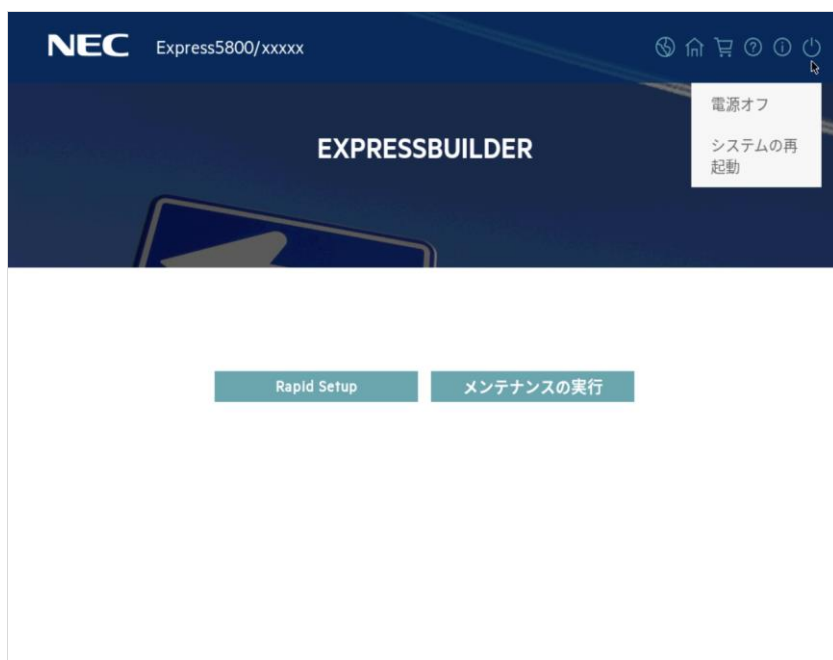 NEC Express5800/xxxxx
電源オフ
システムの再
起動
EXPRESSBUILDER
Rapid Setup
メンテナンスの実行